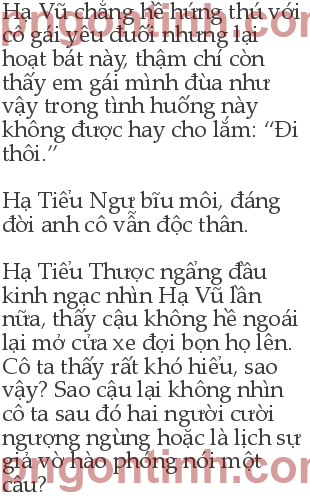 Hạ Vũ chẳng hề hứng thú với
cô gái yếu đuối nhưng lại
hoạt bát này, thậm chí còn
thấy em gái mình đùa như
vậy trong tình huống này
không được hay cho lắm: “Đi
thôi.”
Hạ Tiểu Ngư bĩu môi, đáng
đời anh cô vẫn độc thân.
Hạ Tiểu Thược ngẩng đầu
kinh ngạc nhìn Hạ Vũ lần
nữa, thấy cậu không hề ngoái
lại mở cửa xe đợi bọn họ lên.
Cô ta thấy rất khó hiểu, sao
vậy? Sao cậu lại không nhìn
cô ta sau đó hai người cười
ngượng ngùng hoặc là lịch sự
giả vờ hào phóng nói một
câu?
pngontinh.com
pngontinh.com